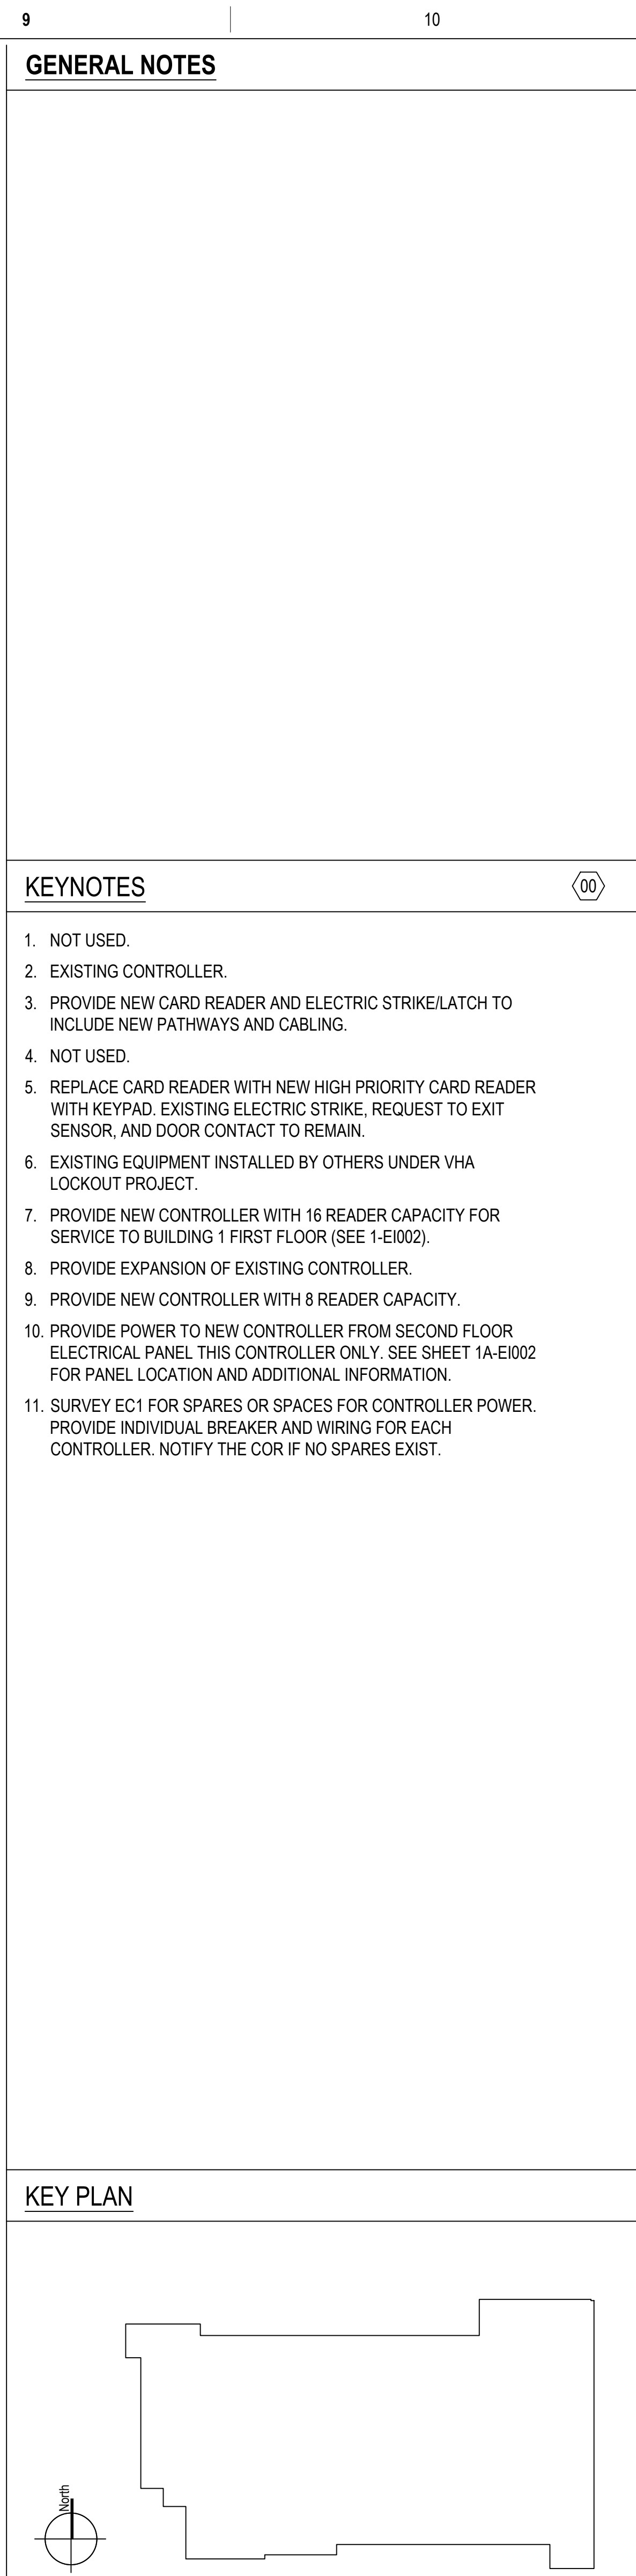 9
10
GENERAL NOTES
KEYNOTES
00
1. NOT USED.
2. EXISTING CONTROLLER.
3. PROVIDE NEW CARD READER AND ELECTRIC STRIKE/LATCH TO
INCLUDE NEW PATHWAYS AND CABLING.
4. NOT USED.
5. REPLACE CARD READER WITH NEW HIGH PRIORITY CARD READER
WITH KEYPAD. EXISTING ELECTRIC STRIKE, REQUEST TO EXIT
SENSOR, AND DOOR CONTACT TO REMAIN.
6. EXISTING EQUIPMENT INSTALLED BY OTHERS UNDER VHA
LOCKOUT PROJECT.
7. PROVIDE NEW CONTROLLER WITH 16 READER CAPACITY FOR
SERVICE TO BUILDING 1 FIRST FLOOR (SEE 1-EI002).
8. PROVIDE EXPANSION OF EXISTING CONTROLLER.
9. PROVIDE NEW CONTROLLER WITH 8 READER CAPACITY.
10. PROVIDE POWER TO NEW CONTROLLER FROM SECOND FLOOR
ELECTRICAL PANEL THIS CONTROLLER ONLY. SEE SHEET 1A-EI002
FOR PANEL LOCATION AND ADDITIONAL INFORMATION.
11. SURVEY EC1 FOR SPARES OR SPACES FOR CONTROLLER POWER.
PROVIDE INDIVIDUAL BREAKER AND WIRING FOR EACH
CONTROLLER. NOTIFY THE COR IF NO SPARES EXIST.
KEY PLAN
North